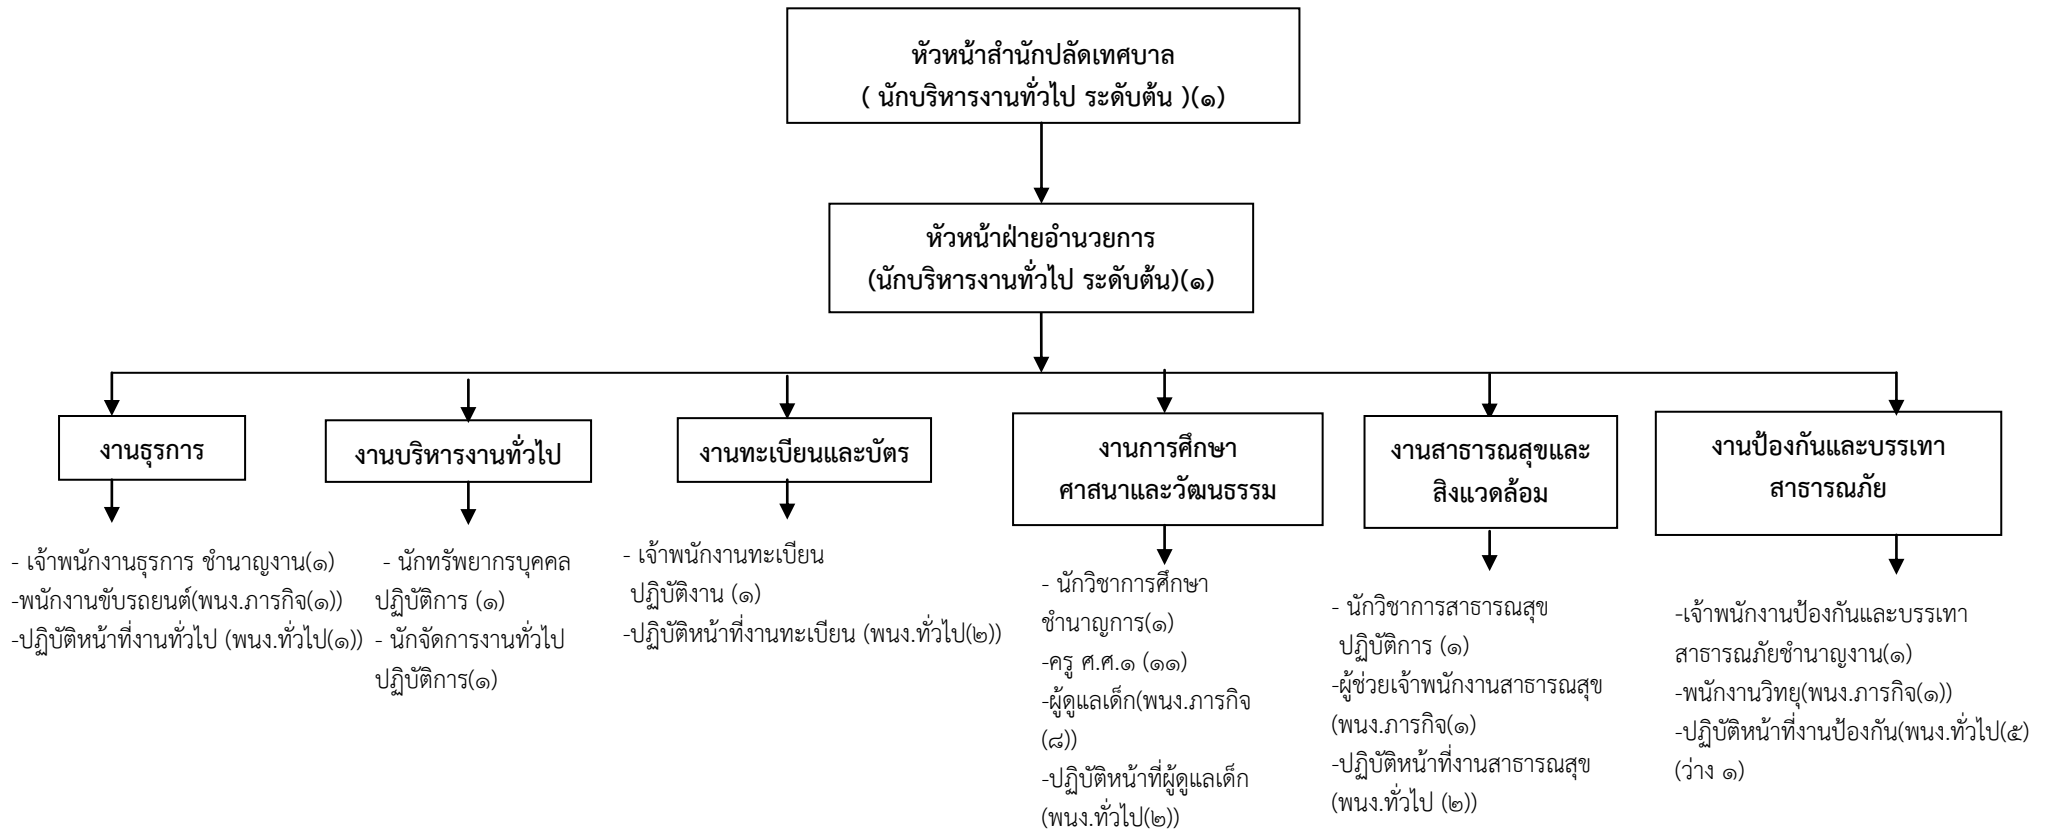 หัวหน้าสำนักปลัดเทศบาล
( นักบริหารงานทั่วไป ระดับต้น )(๑)
หัวหน้าฝ่ายอำนวยการ
(นักบริหารงานทั่วไป ระดับต้น)(๑)
งานธุรการ
- เจ้าพนักงานธุรการ ชำนาญงาน(๑)
-พนักงานขับรถยนต์(พนง.ภารกิจ(๑))
-ปฏิบัติหน้าที่งานทั่วไป (พนง.ทั่วไป(๑))
งานบริหารงานทั่วไป
- นักทรัพยากรบุคคล
ปฏิบัติการ (๑)
- นักจัดการงานทั่วไป
ปฏิบัติการ(๑)
งานทะเบียนและบัตร
- เจ้าพนักงานทะเบียน
ปฏิบัติงาน (๑)
-ปฏิบัติหน้าที่งานทะเบียน (พนง.ทั่วไป(๒))
งานการศึกษา
ศาสนาและวัฒนธรรม
- นักวิชาการศึกษา
ชำนาญการ(๑)
-ครู ศ.ศ.๑ (๑๑)
-ผู้ดูแลเด็ก(พนง.ภารกิจ
(๘))
-ปฏิบัติหน้าที่ผู้ดูแลเด็ก
(พนง.ทั่วไป(๒))
งานสาธารณสุขและ
สิงแวดล้อม
- นักวิชาการสาธารณสุข
ปฏิบัติการ (๑)
-ผู้ช่วยเจ้าพนักงานสาธารณสุข
(พนง.ภารกิจ(๑)
-ปฏิบัติหน้าที่งานสาธารณสุข
(พนง.ทั่วไป (๒))
งานป้องกันและบรรเทา
สาธารณภัย
-เจ้าพนักงานป้องกันและบรรเทา
สาธารณภัยชำนาญงาน(๑)
-พนักงานวิทยุ(พนง.ภารกิจ(๑))
-ปฏิบัติหน้าที่งานป้องกัน(พนง.ทั่วไป(๕)
(ว่าง ๑)